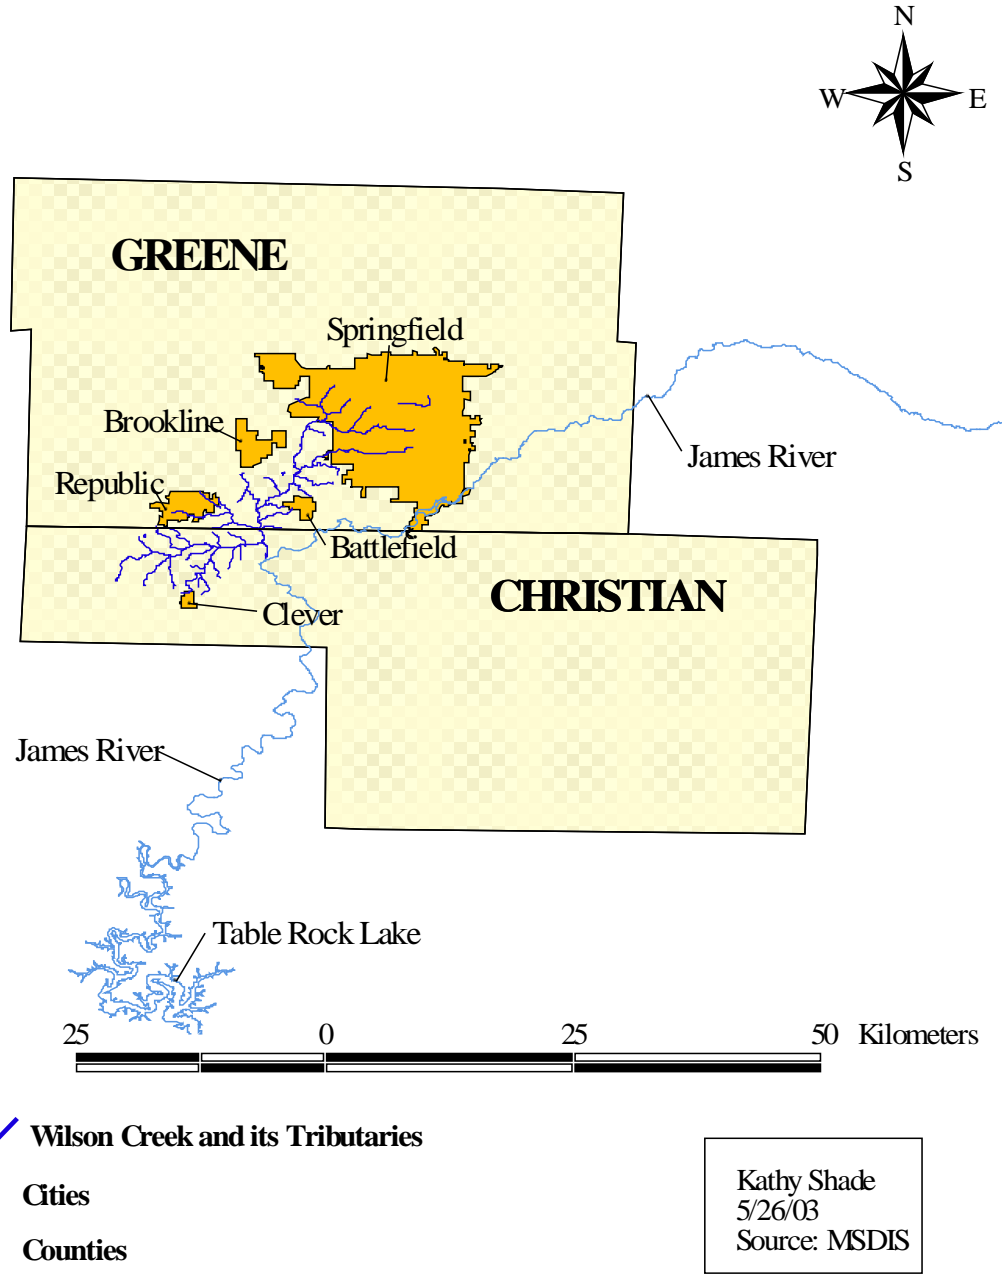 N
W
E
S
GREENE
Springfield
Brookline
James River
Republic
Battlefield
CHRISTIAN
Clever
James River
Table Rock Lake
25 0 25 50 Kilometers
Wilson Creek and its Tributaries
Cities
Counties
Kathy Shade
5/26/03
Source: MSDIS